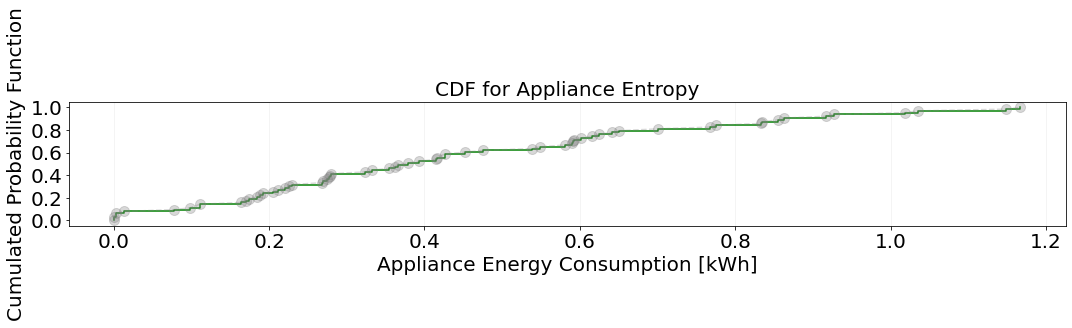 CDF for Appliance Entropy
Cumulated Probability Function
1.0
0.8
0.6
0.4
0.2
0.0
0.0 0.2 0.4 0.6 0.8 1.0 1.2
Appliance Energy Consumption [kWh]